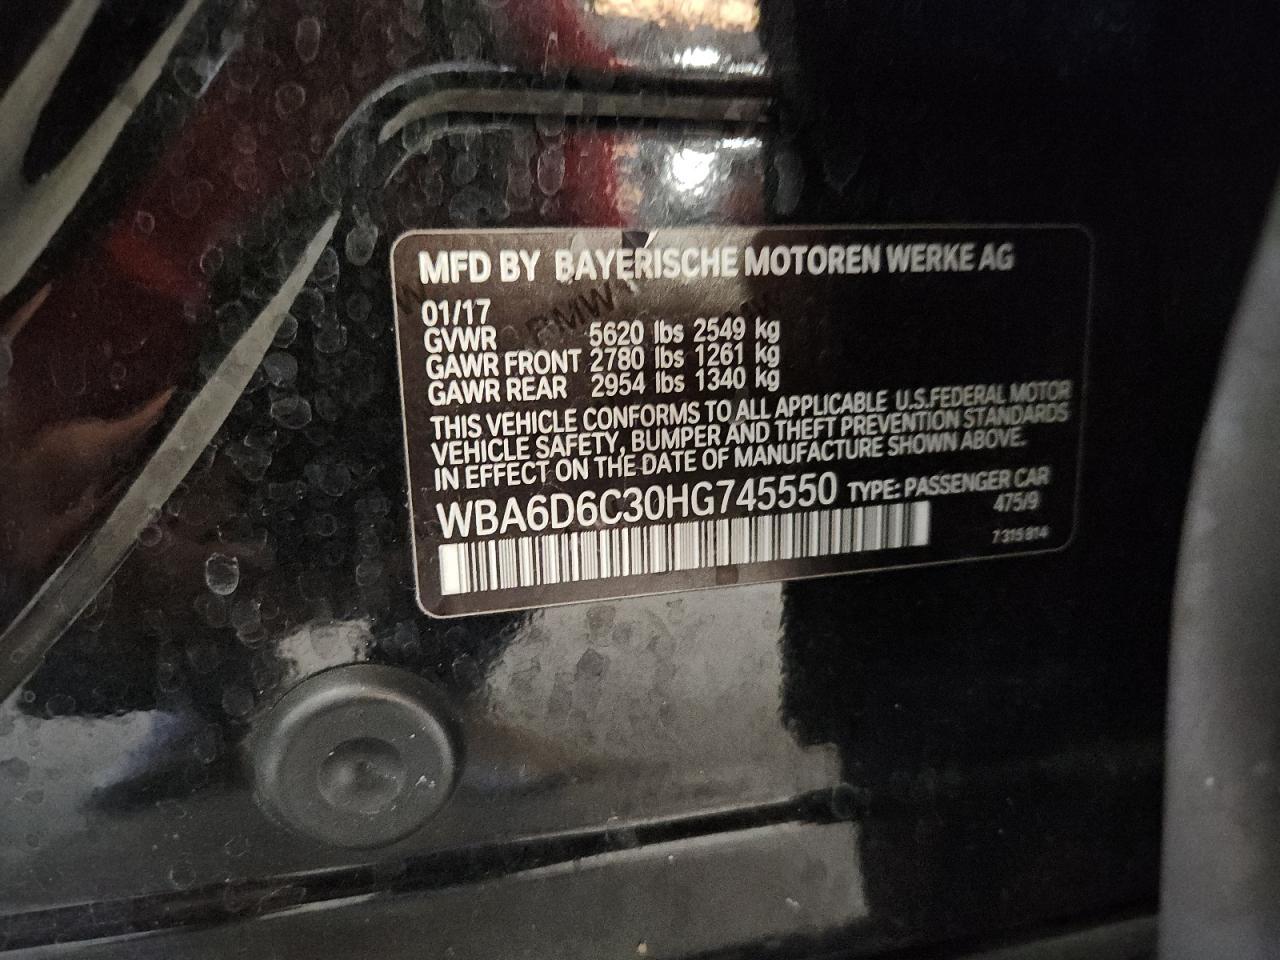 MFD BY BAYERISCHE MOTOREN WERKE AG
01/17
GVWR 5620 lbs 2549 kg
GAWR FRONT 2780 lbs 1261 kg
GAWR REAR 2954 lbs 1340 kg
THIS VEHICLE CONFORMS TO ALL APPLICABLE U.S.FEDERAL MOTOR
VEHICLE SAFETY, BUMPER AND THEFT PREVENTION STANDARDS
IN EFFECT ON THE DATE OF MANUFACTURE SHOWN ABOVE.
WBA6D6C30HG745550 TYPE: PASSENGER CAR
475/9
7 315 814
BMW